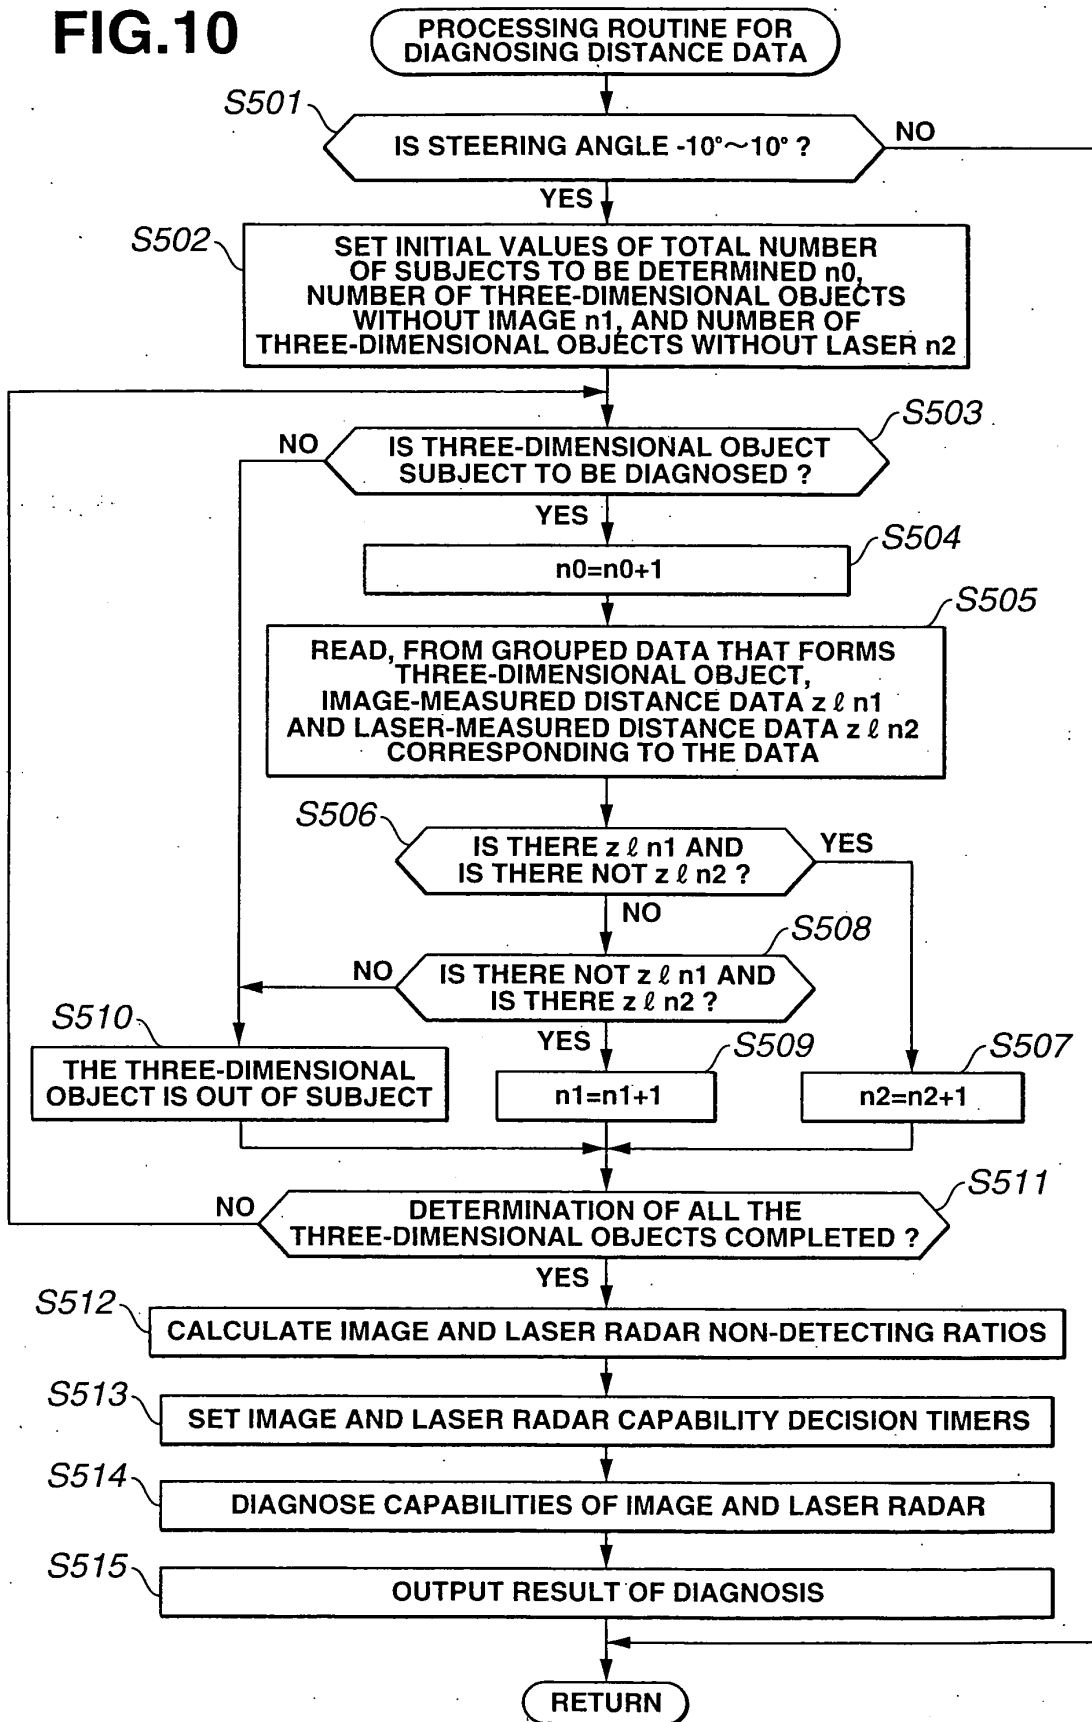 FIG.10
PROCESSING ROUTINE FOR
DIAGNOSING DISTANCE DATA
S501
IS STEERING ANGLE -10°~10° ?
NO
YES
S502
SET INITIAL VALUES OF TOTAL NUMBER
OF SUBJECTS TO BE DETERMINED n0,
NUMBER OF THREE-DIMENSIONAL OBJECTS
WITHOUT IMAGE n1, AND NUMBER OF
THREE-DIMENSIONAL OBJECTS WITHOUT LASER n2
S503
NO
IS THREE-DIMENSIONAL OBJECT
SUBJECT TO BE DIAGNOSED ?
YES
S504
n0=n0+1
S505
READ, FROM GROUPED DATA THAT FORMS
THREE-DIMENSIONAL OBJECT,
IMAGE-MEASURED DISTANCE DATA z ℓ n1
AND LASER-MEASURED DISTANCE DATA z ℓ n2
CORRESPONDING TO THE DATA
S506
IS THERE z ℓ n1 AND
IS THERE NOT z ℓ n2 ?
YES
NO
S508
NO
IS THERE NOT z ℓ n1 AND
IS THERE z ℓ n2 ?
S510
YES
S509
S507
THE THREE-DIMENSIONAL
OBJECT IS OUT OF SUBJECT
n1=n1+1
n2=n2+1
S511
NO
DETERMINATION OF ALL THE
THREE-DIMENSIONAL OBJECTS COMPLETED ?
YES
S512
CALCULATE IMAGE AND LASER RADAR NON-DETECTING RATIOS
S513
SET IMAGE AND LASER RADAR CAPABILITY DECISION TIMERS
S514
DIAGNOSE CAPABILITIES OF IMAGE AND LASER RADAR
S515
OUTPUT RESULT OF DIAGNOSIS
RETURN